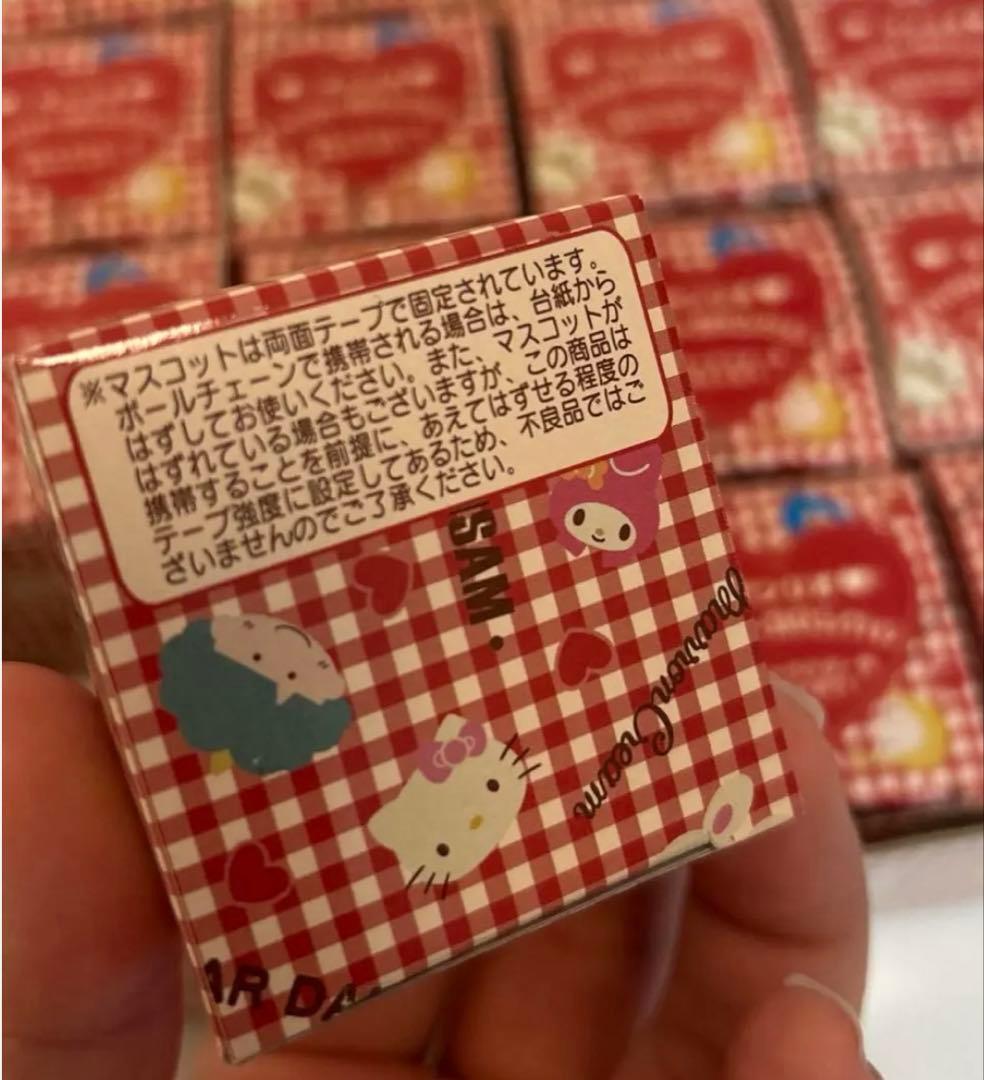 ※マスコットは両面テープで固定されています。
ボールチェーンで携帯される場合は、台紙から
はずしてお使いください。また、マスコットが
はずれている場合もございますが、この商品は
携帯することを前提に、あえてはずせる程度の
テープ強度に設定してあるため、不良品ではご
ざいませんのでご了承ください。
SAM.
MarronCream
AR DA